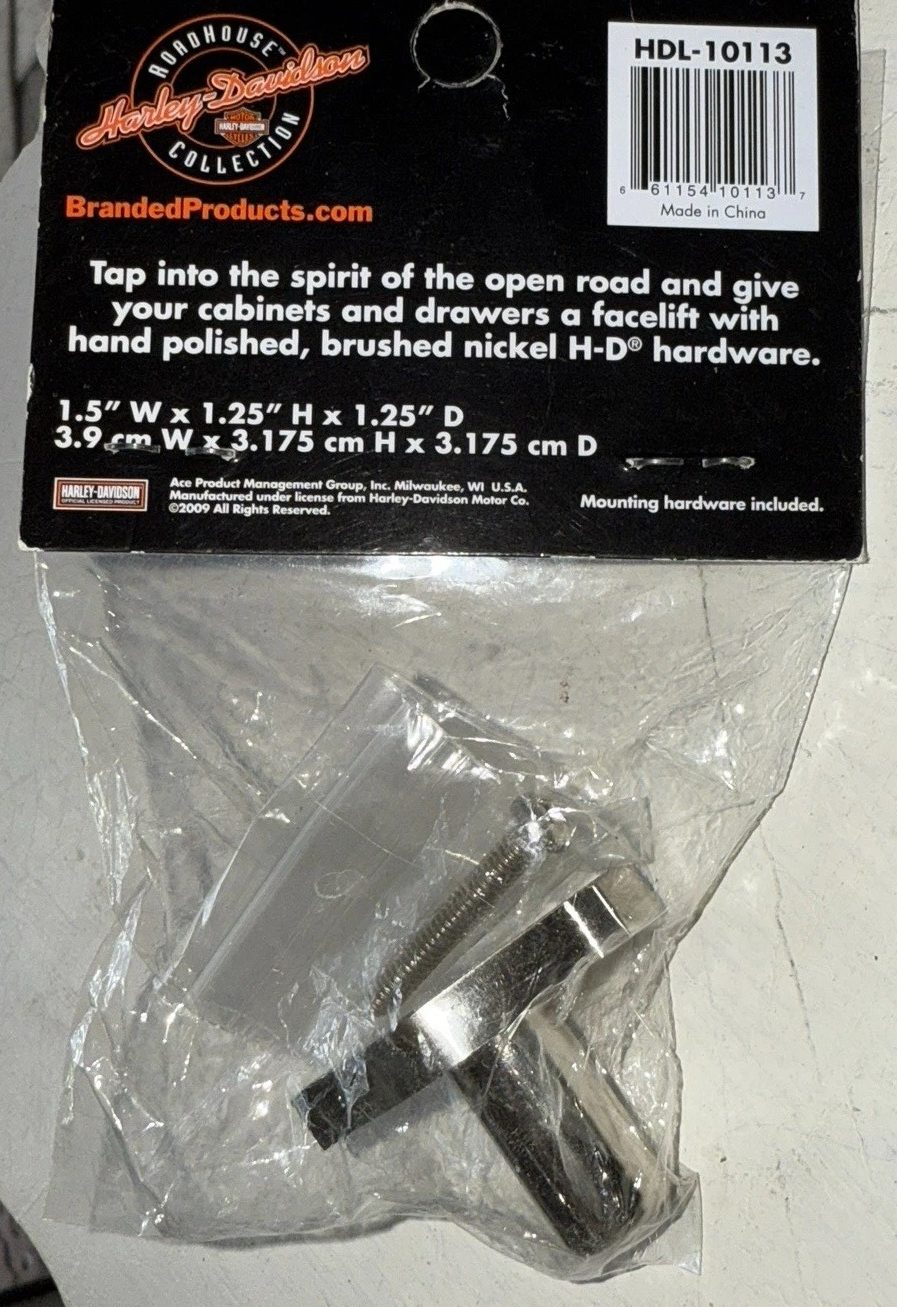 ROADHOUSE™
Harley-Davidson
MOTOR
HARLEY-DAVIDSON
CYCLES
COLLECTION
BrandedProducts.com
HDL-10113
6 61154 10113 7
Made in China
Tap into the spirit of the open road and give
your cabinets and drawers a facelift with
hand polished, brushed nickel H-D® hardware.
1.5” W x 1.25” H x 1.25” D
3.9 cm W x 3.175 cm H x 3.175 cm D
HARLEY-DAVIDSON
OFFICIAL LICENSED PRODUCT
Ace Product Management Group, Inc. Milwaukee, WI U.S.A.
Manufactured under license from Harley-Davidson Motor Co.
©2009 All Rights Reserved.
Mounting hardware included.